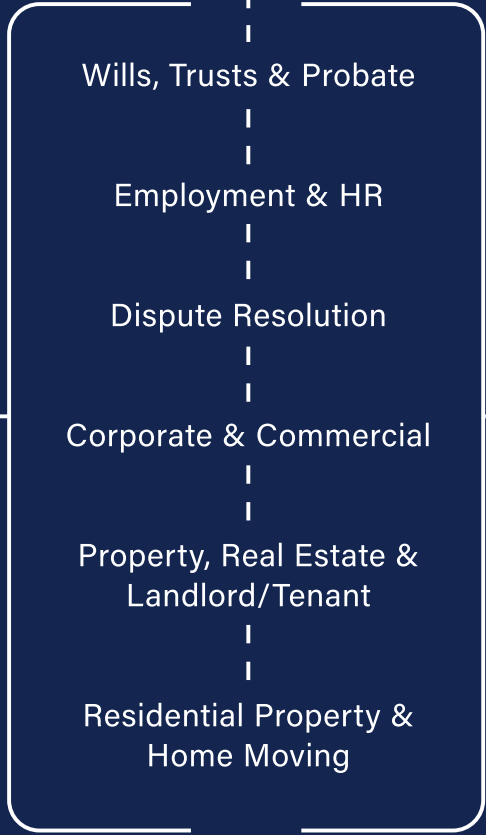 Wills, Trusts & Probate
Employment & HR
Dispute Resolution
Corporate & Commercial
Property, Real Estate &
Landlord/Tenant
Residential Property &
Home Moving